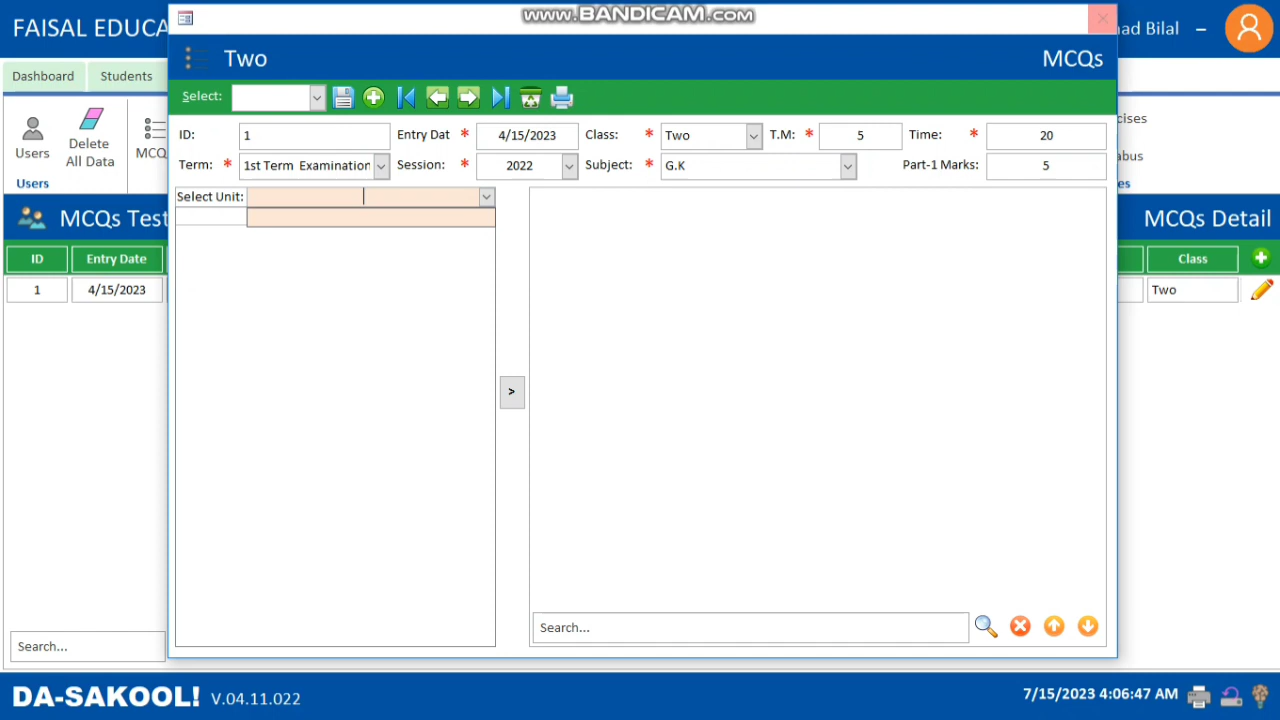 FAISAL EDUCA
www.BANDICAM.com
ad Bilal
Two
MCQs
Dashboard
Students
Select:
ID:
1
Entry Dat *
4/15/2023
Class: *
Two
T.M: *
5
Time: *
20
Term: *
1st Term Examination
Session: *
2022
Subject: *
G.K
Part-1 Marks:
5
Users
Delete
All Data
MCQ
Users
Select Unit:
MCQs Test
MCQs Detail
ID
Entry Date
Class
1
4/15/2023
Two
>
Search...
Search...
DA-SAKOOL!
V.04.11.022
7/15/2023 4:06:47 AM